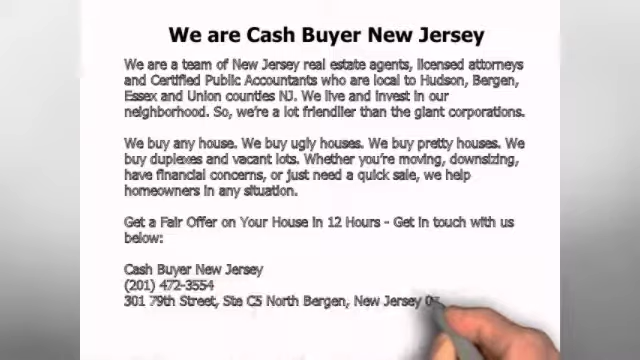 We are Cash Buyer New Jersey
We are a team of New Jersey real estate agents, licensed attorneys
and Certified Public Accountants who are local to Hudson, Bergen,
Essex and Union counties NJ. We live and invest in our
neighborhood. So, we're a lot friendlier than the giant corporations.
We buy any house. We buy ugly houses. We buy pretty houses. We
buy duplexes and vacant lots. Whether you're moving, downsizing,
have financial concerns, or just need a quick sale, we help
homeowners in any situation.
Get a Fair Offer on Your House in 12 Hours - Get in touch with us
below:
Cash Buyer New Jersey
(201) 472-3554
301 79th Street, Ste C5 North Bergen, New Jersey